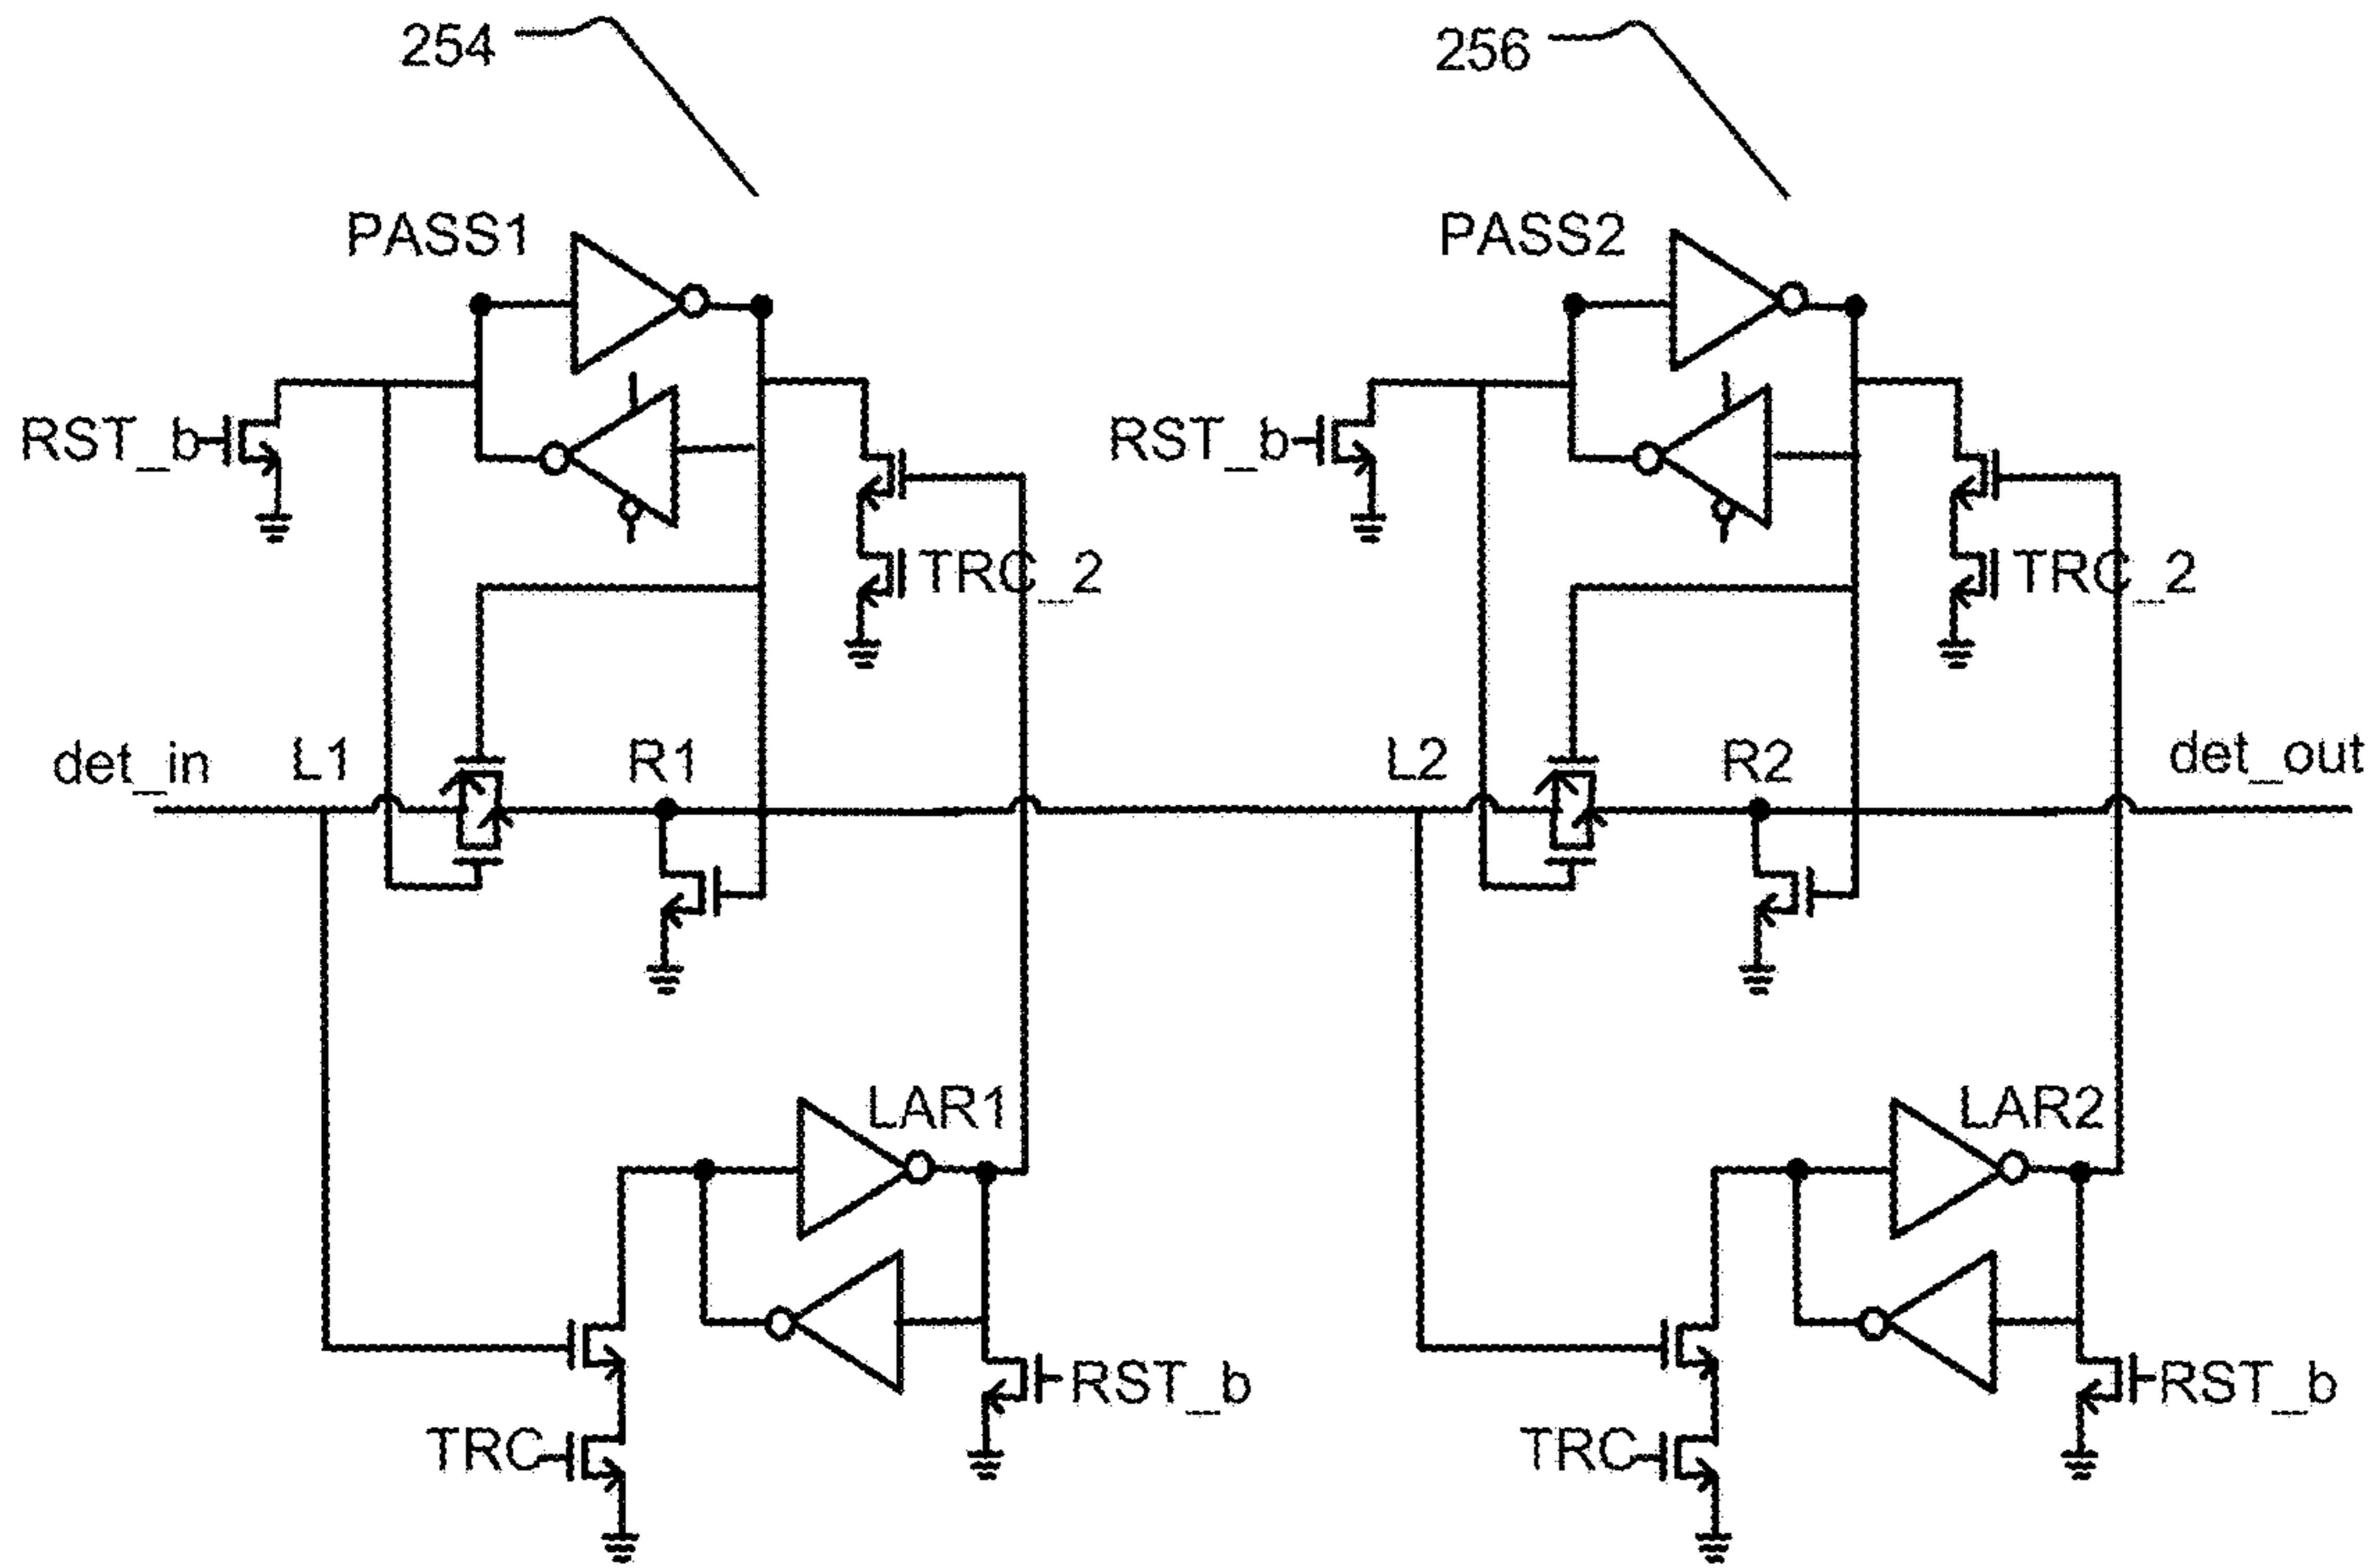 254
256
PASS1
PASS2
RST_b
TRC_2
RST_b
TRC_2
det_in
L1
R1
L2
R2
det_out
LAR1
LAR2
RST_b
RST_b
TRC
TRC